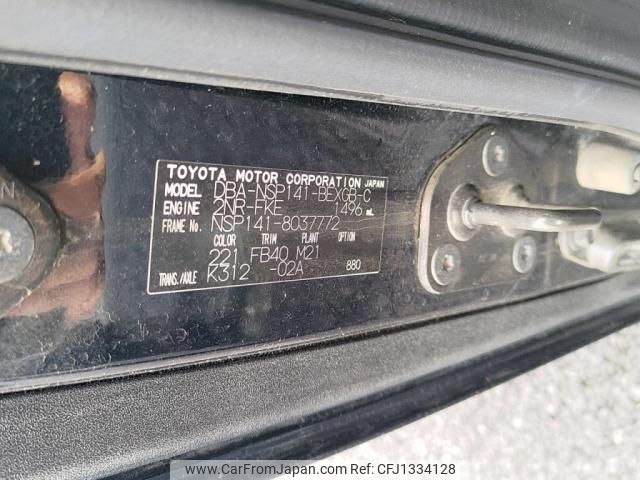 TOYOTA MOTOR CORPORATION JAPAN
MODEL DBA-NSP141-BEXGB-C
ENGINE 2NR-FKE 1496 mL
FRAME No. NSP141-8037772
COLOR TRIM PLANT OPTION
221 FB40 M21
TRANS./AXLE K312 -02A 880
N
www.carfromjapan.com CFJ1334128